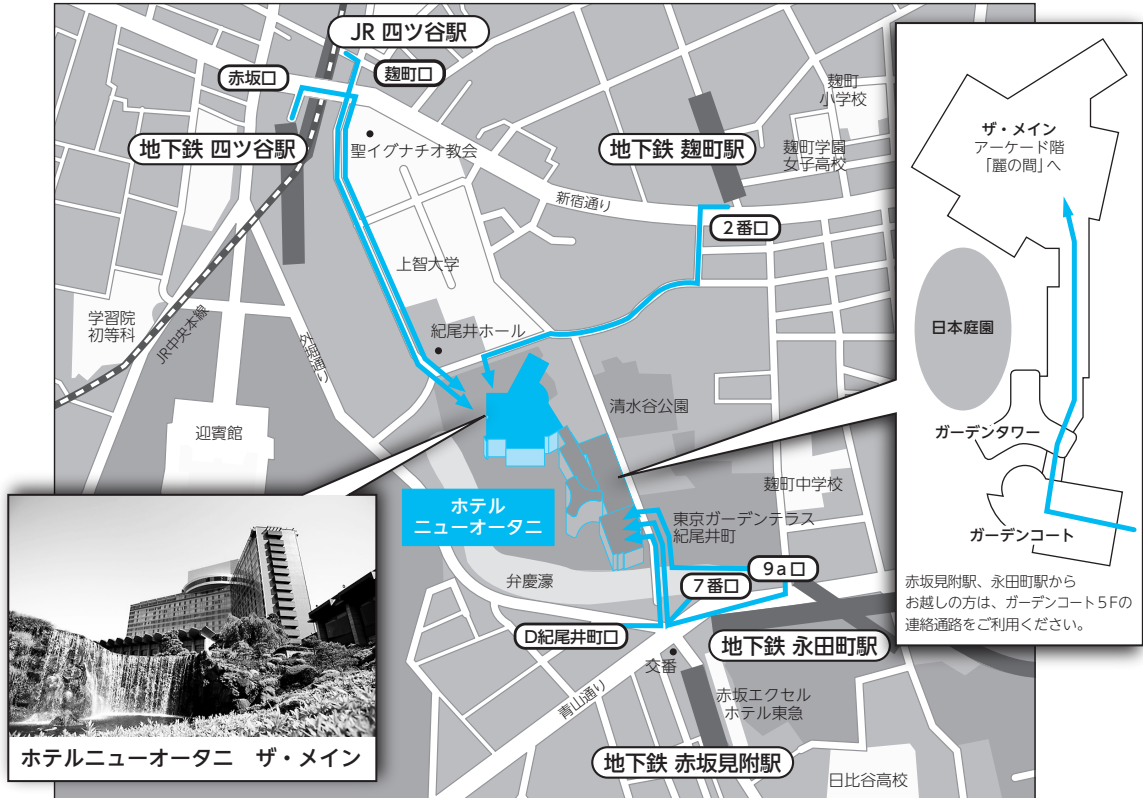 JR 四ツ谷駅
赤坂口
麹町口
地下鉄 四ツ谷駅
聖イグナチオ教会
地下鉄 麹町駅
麹町
小学校
麹町学園
女子高校
新宿通り
2番口
上智大学
学習院
初等科
JR中央本線
外堀通り
紀尾井ホール
清水谷公園
迎賓館
ホテル
ニューオータニ
麹町中学校
東京ガーデンテラス
紀尾井町
弁慶濠
9a口
7番口
D紀尾井町口
地下鉄 永田町駅
交番
青山通り
赤坂エクセル
ホテル東急
地下鉄 赤坂見附駅
日比谷高校
ホテルニューオータニ ザ・メイン
ザ・メイン
アーケード階
「麗の間」へ
日本庭園
ガーデンタワー
ガーデンコート
赤坂見附駅、永田町駅から
お越しの方は、ガーデンコート5Fの
連絡通路をご利用ください。